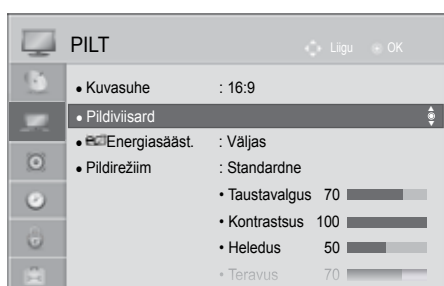 PILT
Liigu OK
• Kuvasuhe : 16:9
• Pildiviisard
• Energiasääst. : Väljas
• Pildirežiim : Standardne
• Taustavalgus 70
• Kontrastsus 100
• Heledus 50
• Teravus 70